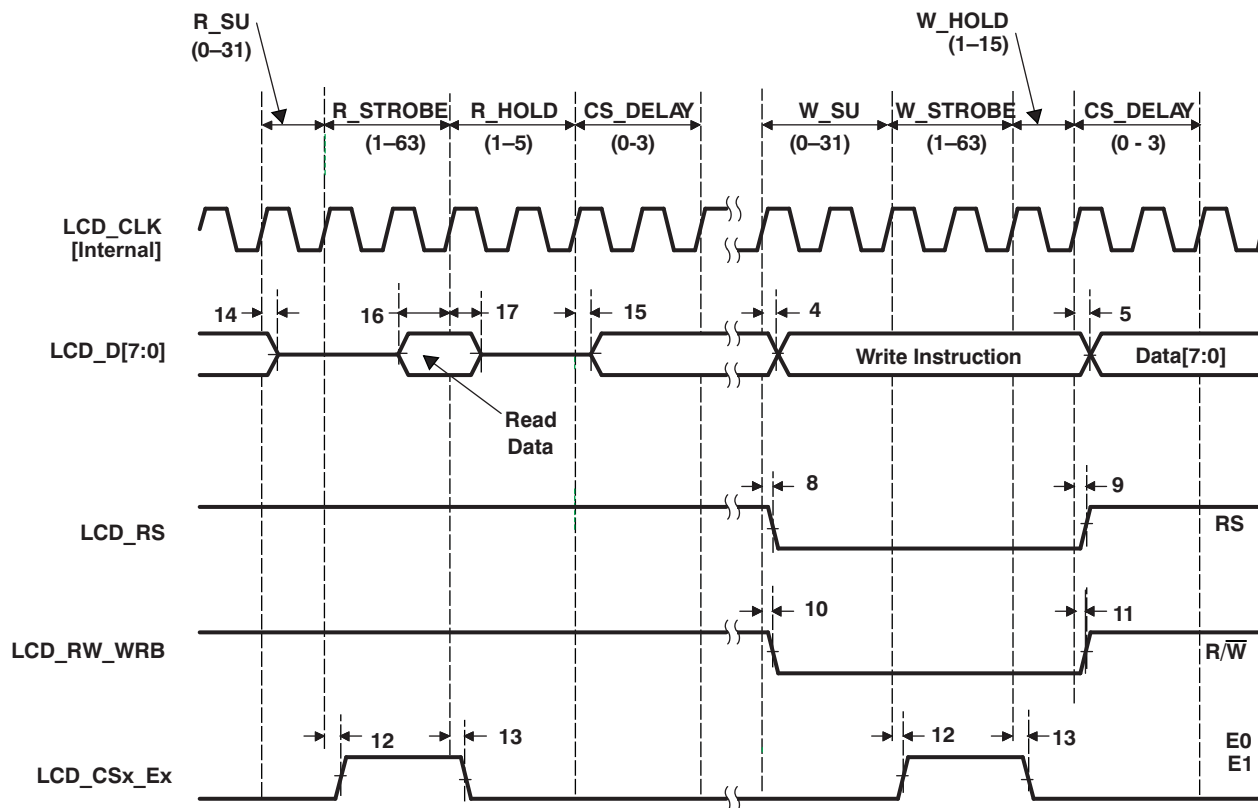 R_SU
(0–31)
W_HOLD
(1–15)
R_STROBE R_HOLD CS_DELAY W_SU W_STROBE CS_DELAY
(1–63) (1–5) (0-3) (0–31) (1–63) (0 - 3)
LCD_CLK
[Internal]
14 16 17 15 4 5
LCD_D[7:0] Write Instruction Data[7:0]
Read
Data
8 9
LCD_RS RS
10 11
LCD_RW_WRB R/W̅
12 13 12 13 E0
LCD_CSx_Ex E1